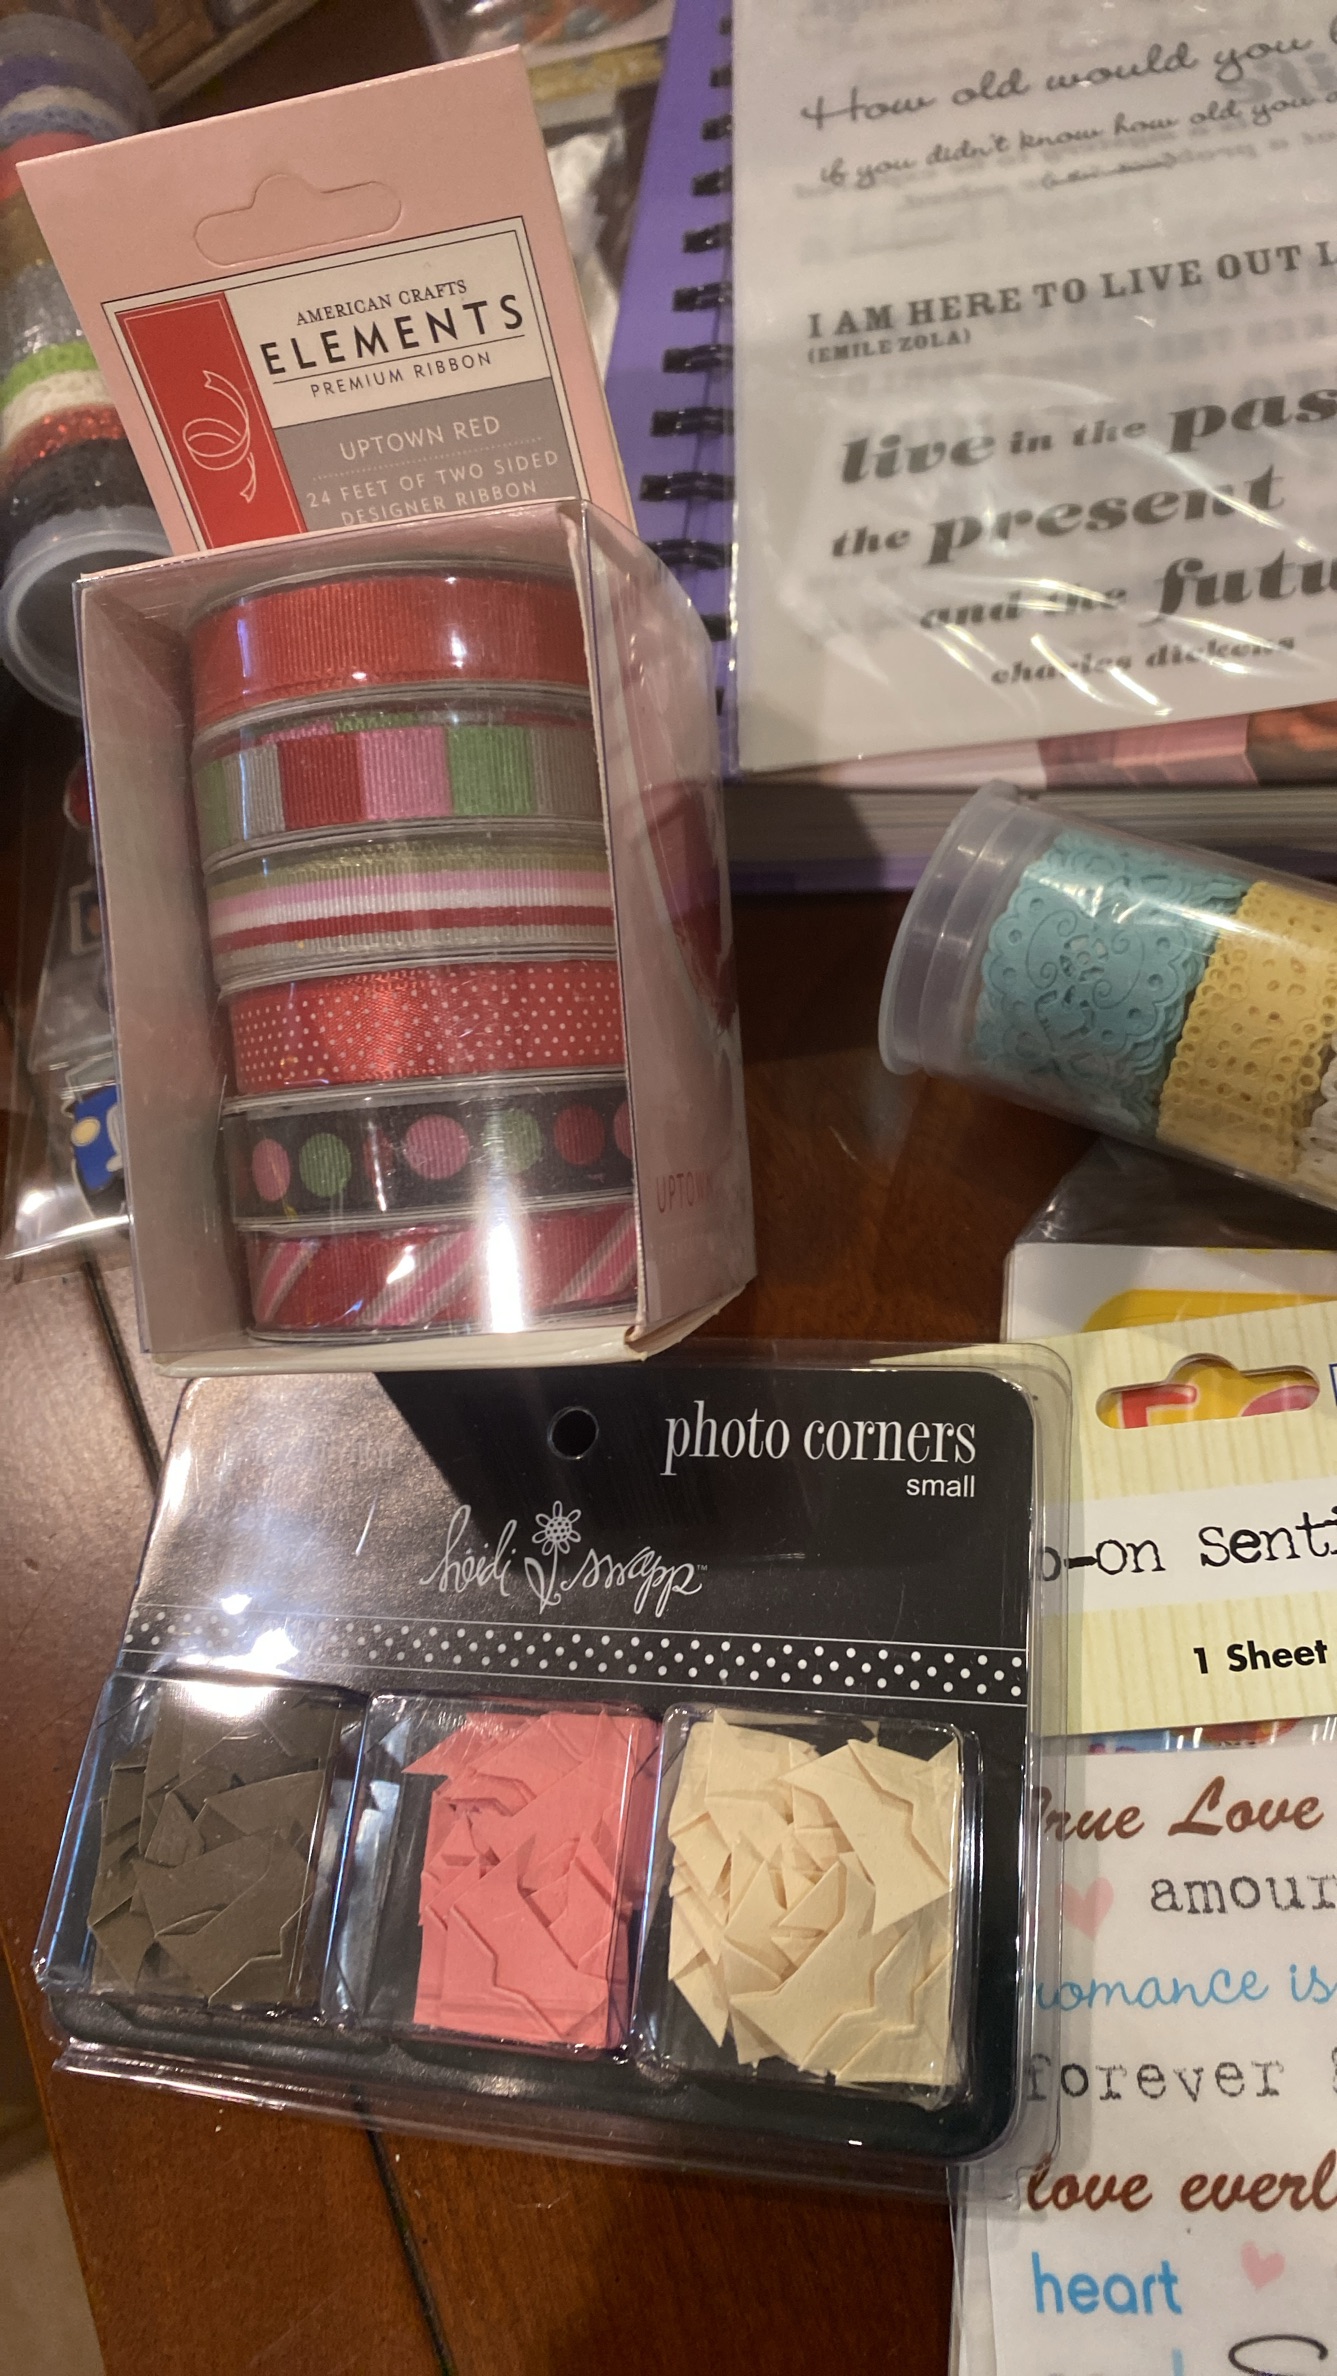 AMERICAN CRAFTS
ELEMENTS
PREMIUM RIBBON
UPTOWN RED
24 FEET OF TWO SIDED
DESIGNER RIBBON
UPTOWN
How old would you
if you didn't know how old you
I AM HERE TO LIVE OUT
(EMILE ZOLA)
live in the pas
the present
and the futu
charles dickens
photo corners
small
heidi swapp™
b-on Senti
1 Sheet
rue Love
amour
romance is
forever
love everl
heart